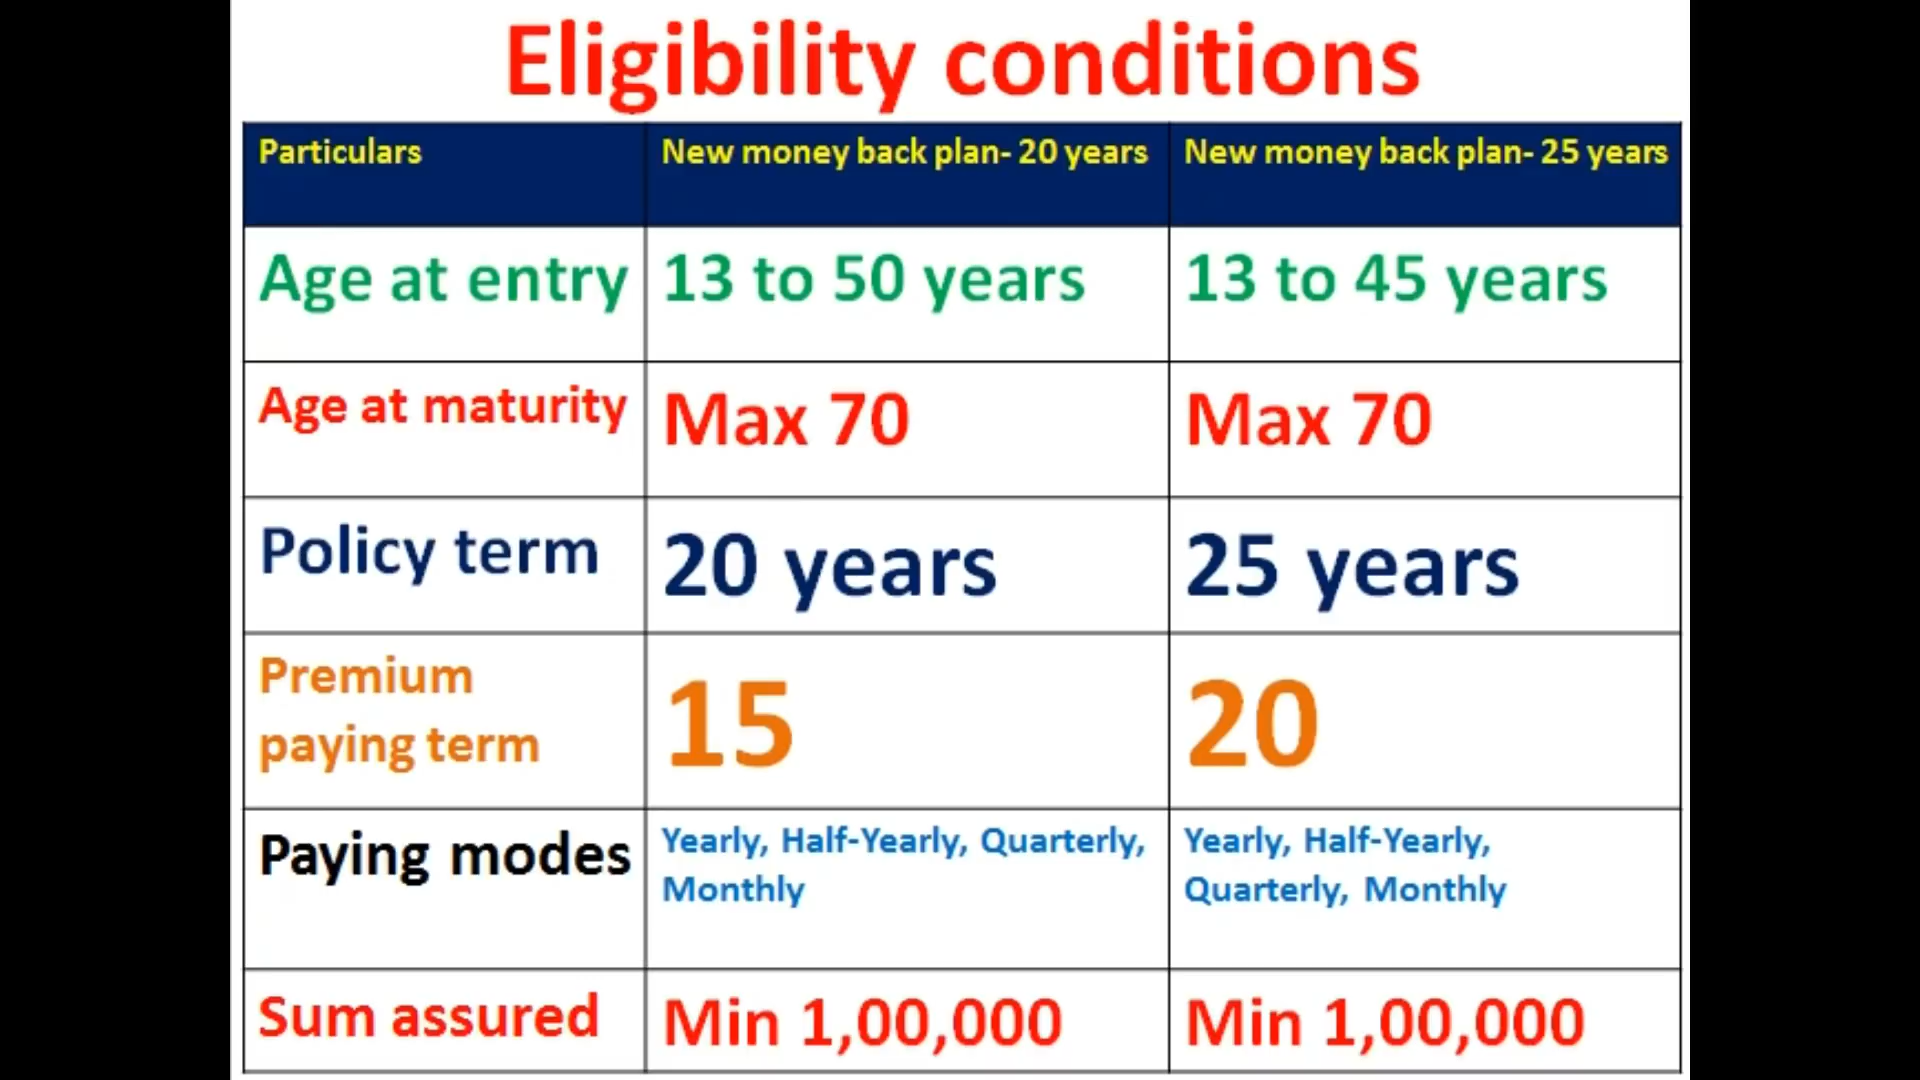 Eligibility conditions
Particulars
New money back plan- 20 years
New money back plan- 25 years
Age at entry
13 to 50 years
13 to 45 years
Age at maturity
Max 70
Max 70
Policy term
20 years
25 years
Premium
paying term
15
20
Paying modes
Yearly, Half-Yearly, Quarterly,
Monthly
Yearly, Half-Yearly,
Quarterly, Monthly
Sum assured
Min 1,00,000
Min 1,00,000